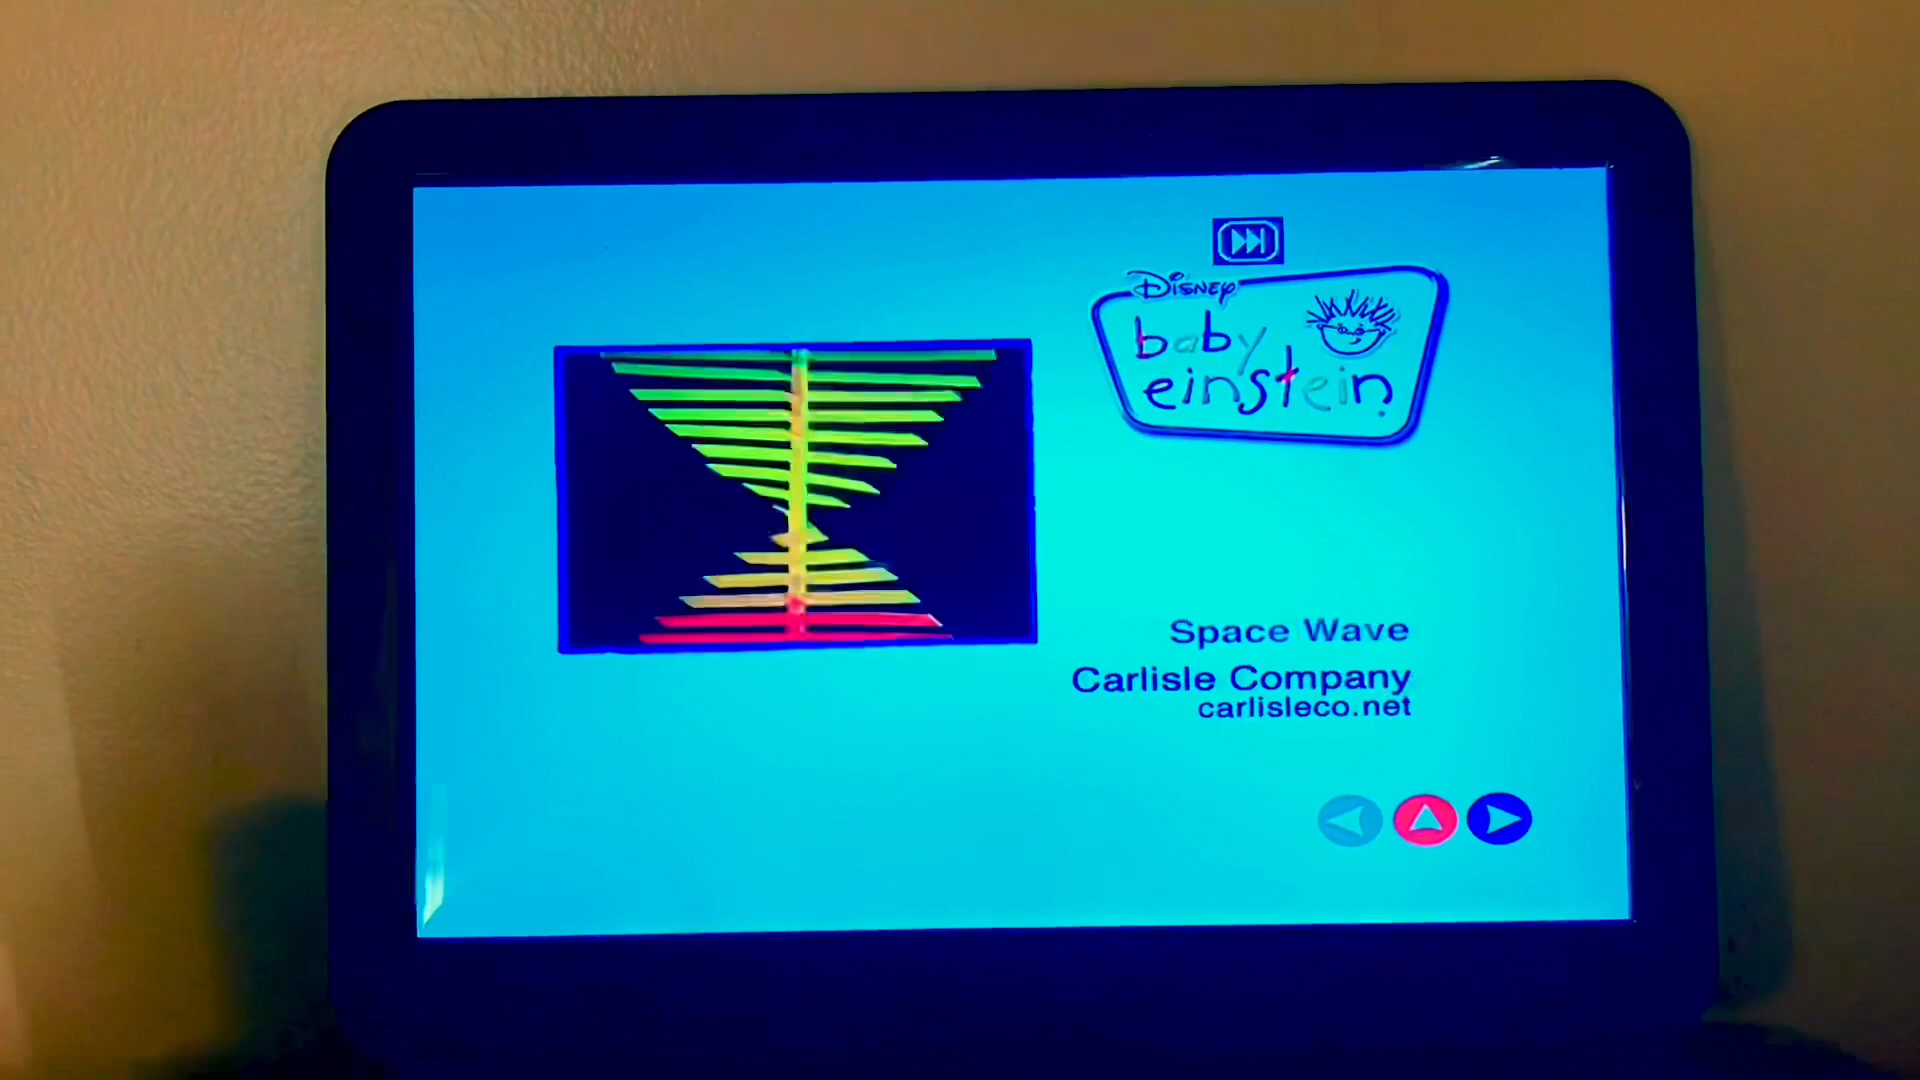 Disney
baby
einstein
Space Wave
Carlisle Company
carlisleco.net